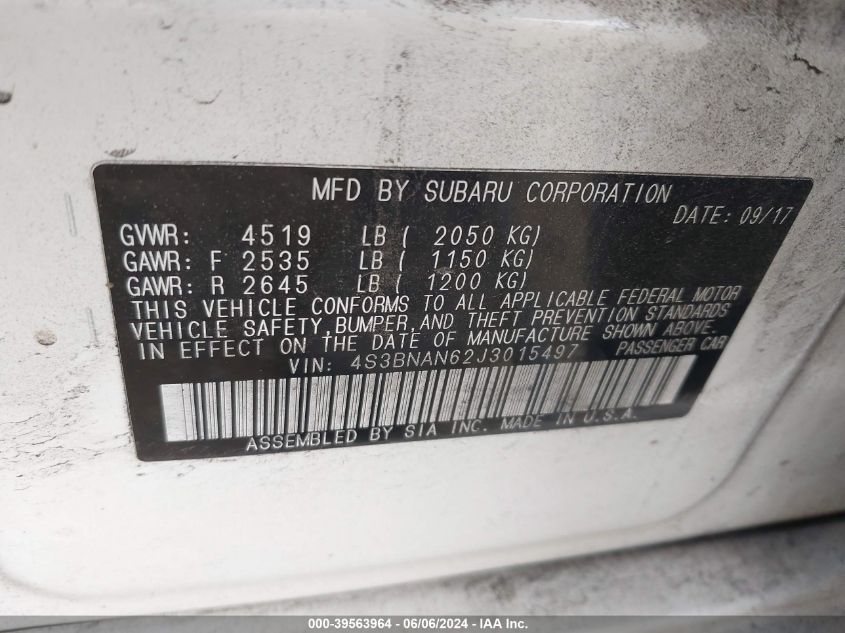 MFD BY SUBARU CORPORATION
DATE: 09/17
GVWR: 4519 LB ( 2050 KG)
GAWR: F 2535 LB ( 1150 KG)
GAWR: R 2645 LB ( 1200 KG)
THIS VEHICLE CONFORMS TO ALL APPLICABLE FEDERAL MOTOR
VEHICLE SAFETY,BUMPER,AND THEFT PREVENTION STANDARDS
IN EFFECT ON THE DATE OF MANUFACTURE SHOWN ABOVE.
VIN: 4S3BNAN62J3015497 PASSENGER CAR
ASSEMBLED BY SIA INC. MADE IN U.S.A.
000-39563964 - 06/06/2024 - IAA Inc.